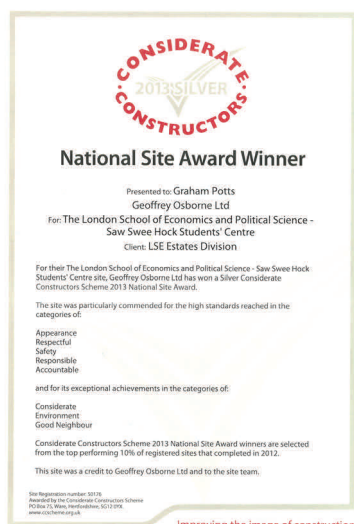 CONSIDERATE
2013 SILVER
CONSTRUCTORS
National Site Award Winner
Presented to: Graham Potts
Geoffrey Osborne Ltd
For: The London School of Economics and Political Science -
Saw Swee Hock Students' Centre
Client: LSE Estates Division
For their The London School of Economics and Political Science - Saw Swee Hock
Students' Centre site, Geoffrey Osborne Ltd has won a Silver Considerate
Constructors Scheme 2013 National Site Award.
The site was particularly commended for the high standards reached in the
categories of:
Appearance
Respectful
Safety
Responsible
Accountable
and for its exceptional achievements in the categories of:
Considerate
Environment
Good Neighbour
Considerate Constructors Scheme 2013 National Site Award winners are selected
from the top performing 10% of registered sites that completed in 2012.
This site was a credit to Geoffrey Osborne Ltd and to the site team.
Site Registration number: 50176
Awarded by the Considerate Constructors Scheme
PO Box 75, Ware, Hertfordshire, SG12 0YX.
www.ccscheme.org.uk
Improving the image of construction